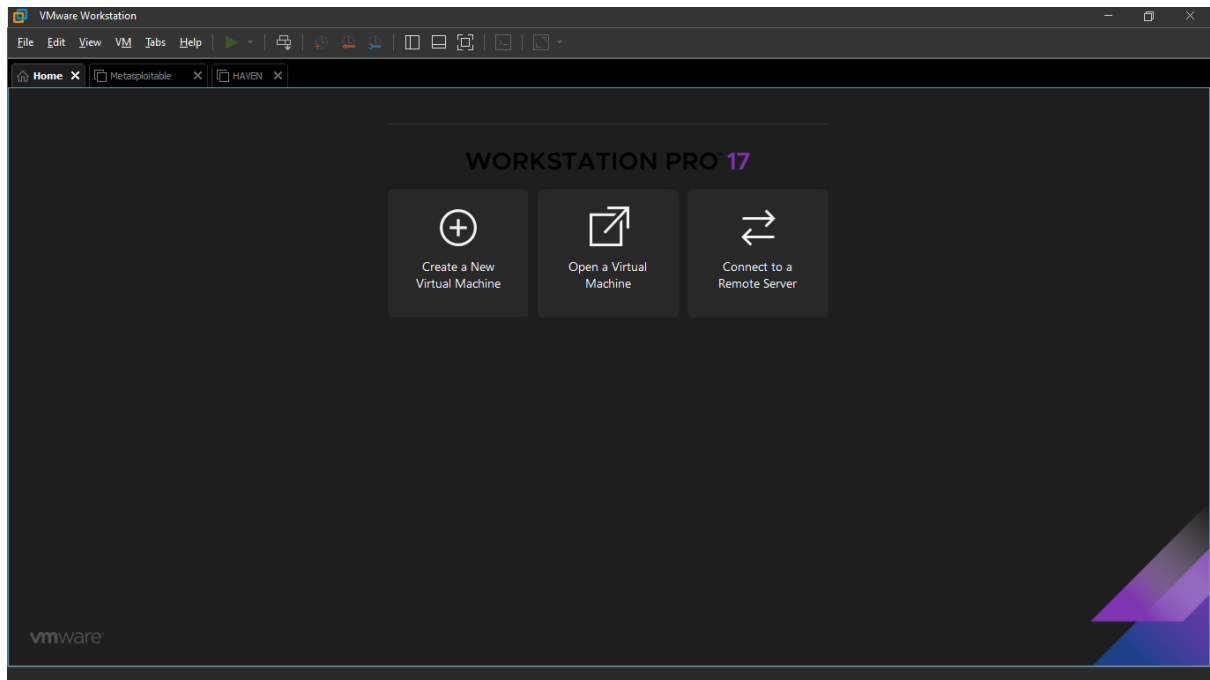 VMware Workstation
File Edit View VM Tabs Help
Home Metasploitable HAVEN
WORKSTATION PRO™ 17
Create a New
Virtual Machine
Open a Virtual
Machine
Connect to a
Remote Server
vmware